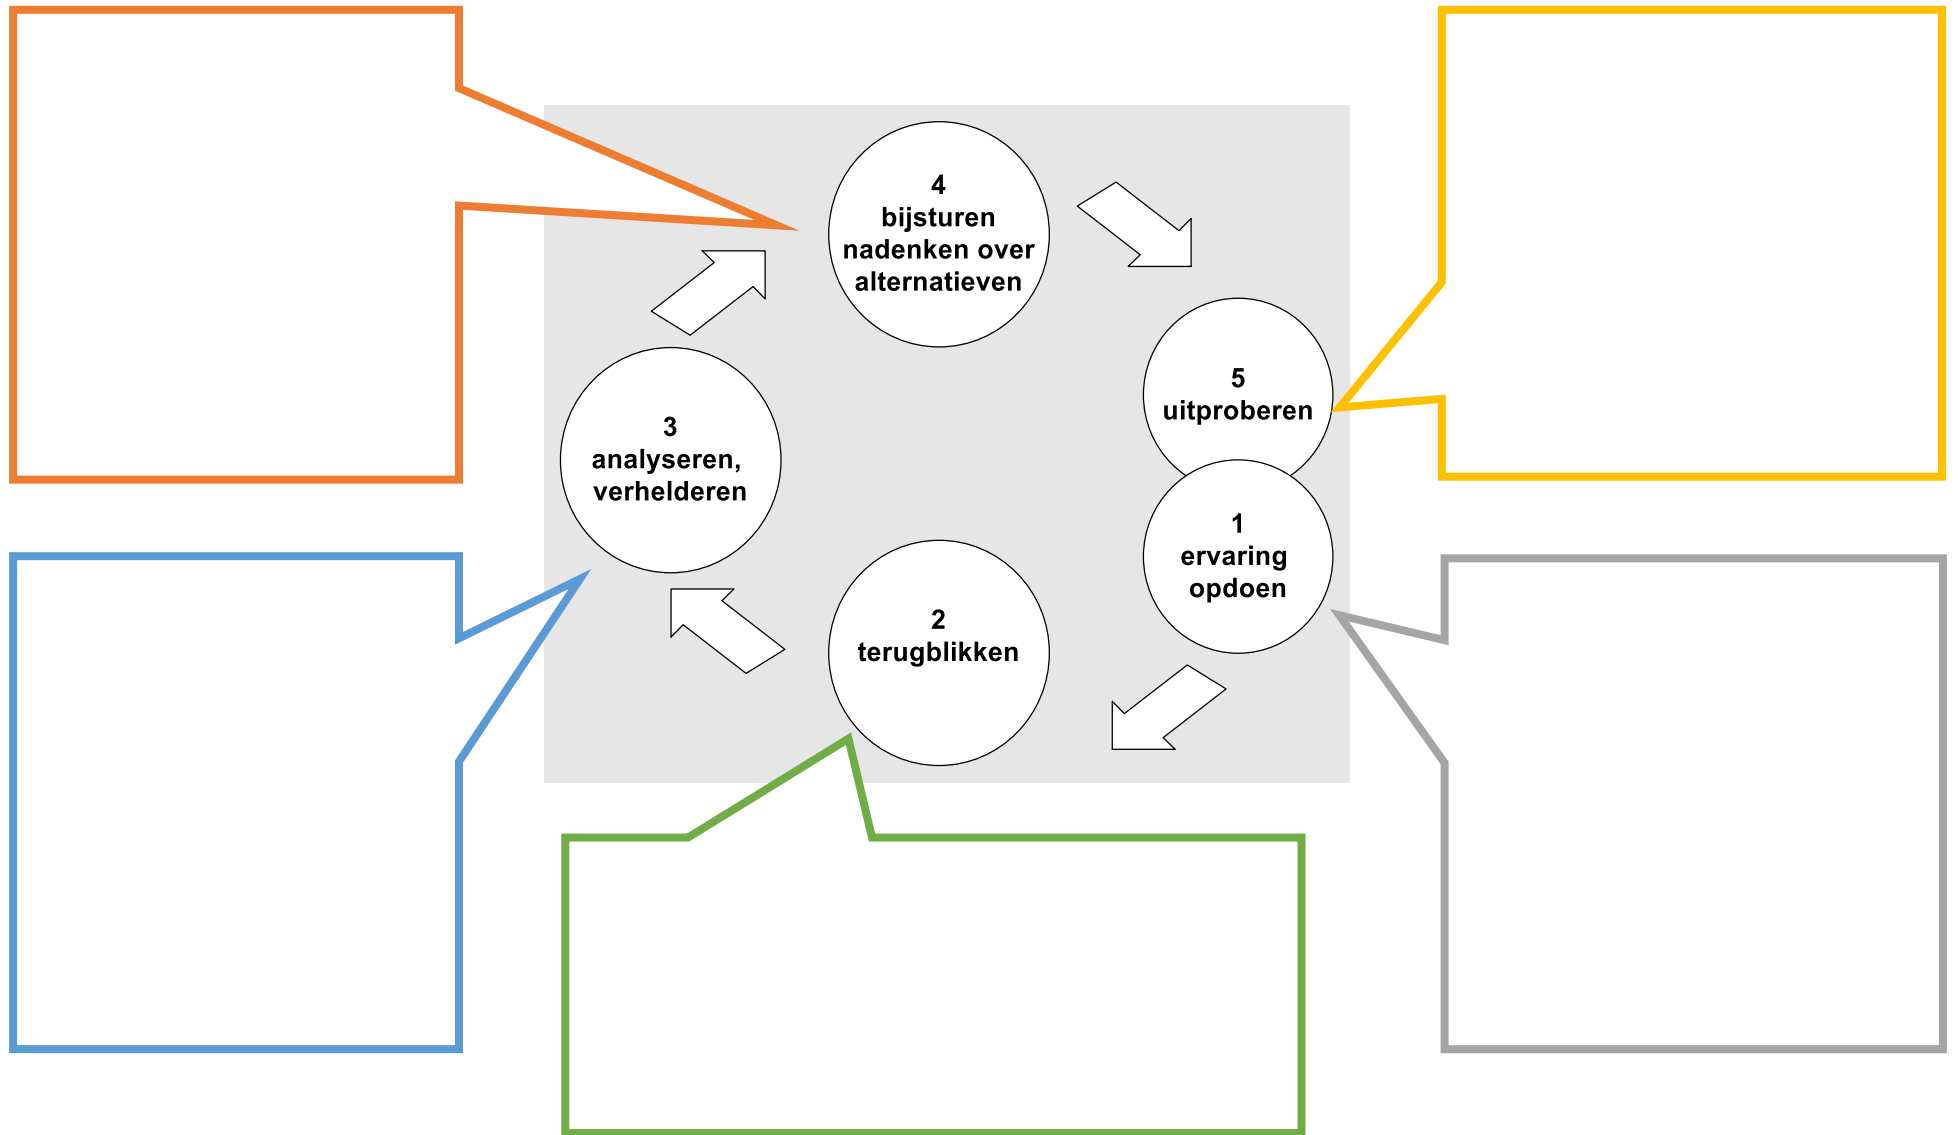 4
bijsturen
nadenken over
alternatieven
5
uitproberen
3
analyseren,
verhelderen
1
ervaring
opdoen
2
terugblikken